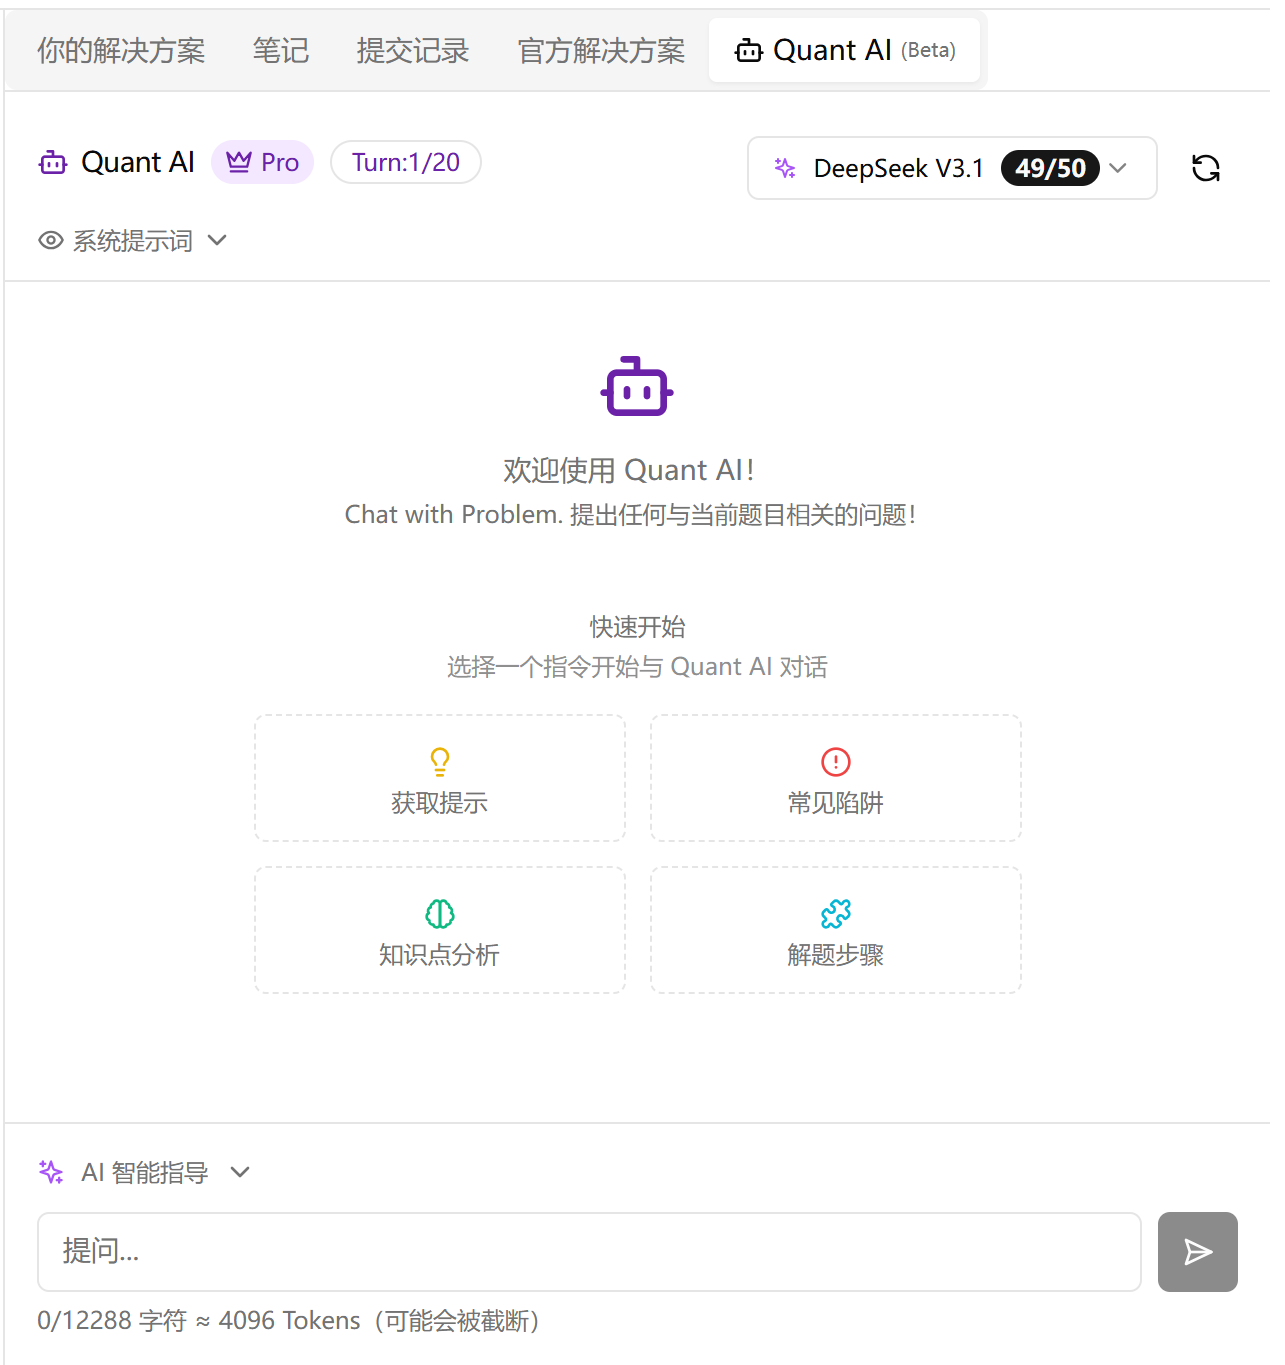 你的解决方案 笔记 提交记录 官方解决方案 Quant AI (Beta)
Quant AI Pro Turn:1/20 DeepSeek V3.1 49/50
系统提示词
欢迎使用 Quant AI！
Chat with Problem. 提出任何与当前题目相关的问题！
快速开始
选择一个指令开始与 Quant AI 对话
获取提示 常见陷阱
知识点分析 解题步骤
AI 智能指导
提问...
0/12288 字符 ≈ 4096 Tokens（可能会被截断）